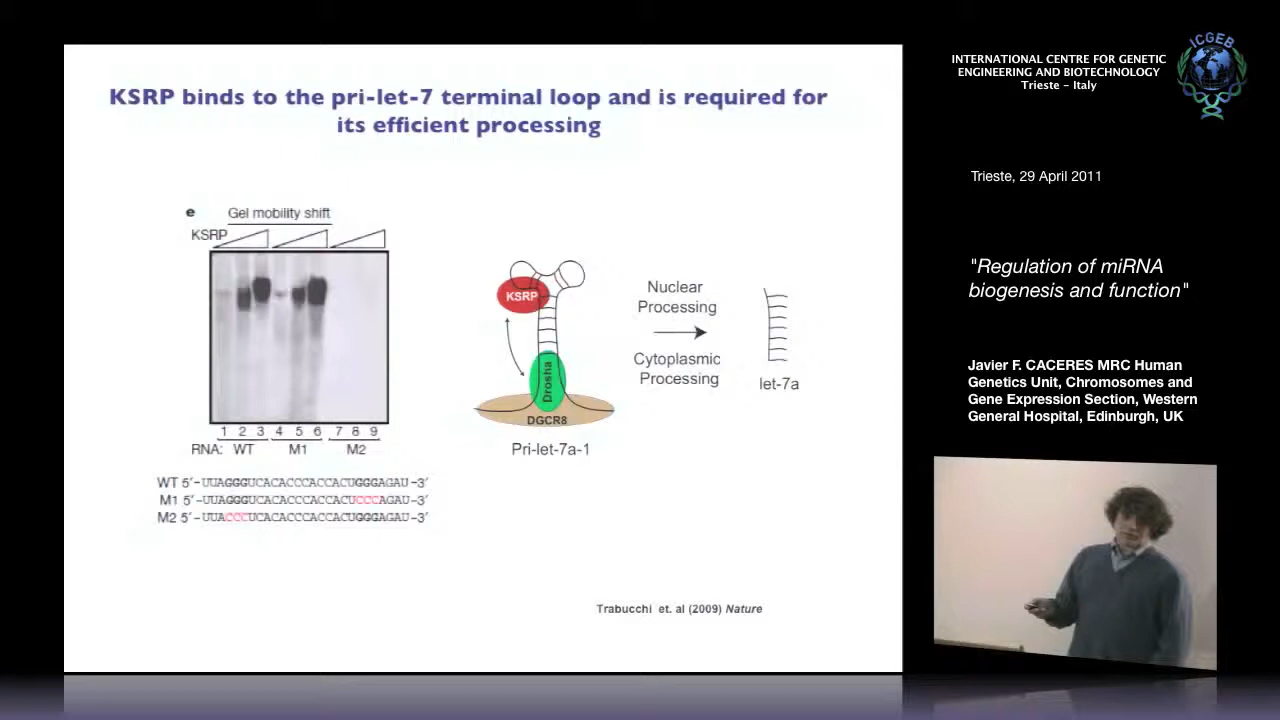 KSRP binds to the pri-let-7 terminal loop and is required for
its efficient processing
e Gel mobility shift
KSRP
1 2 3 4 5 6 7 8 9
RNA: WT M1 M2
WT 5′-UUAGGGUCACACCCACCACUGGGAGAU-3′
M1 5′-UUAGGGUCACACCCACCACUCCCAGAU-3′
M2 5′-UUACCCUCACACCCACCACUGGGAGAU-3′
KSRP
Drosha
DGCR8
Pri-let-7a-1
Nuclear
Processing
Cytoplasmic
Processing
let-7a
Trabucchi et. al (2009) Nature
INTERNATIONAL CENTRE FOR GENETIC
ENGINEERING AND BIOTECHNOLOGY
Trieste - Italy
ICGEB
Trieste, 29 April 2011
"Regulation of miRNA
biogenesis and function"
Javier F. CACERES MRC Human
Genetics Unit, Chromosomes and
Gene Expression Section, Western
General Hospital, Edinburgh, UK